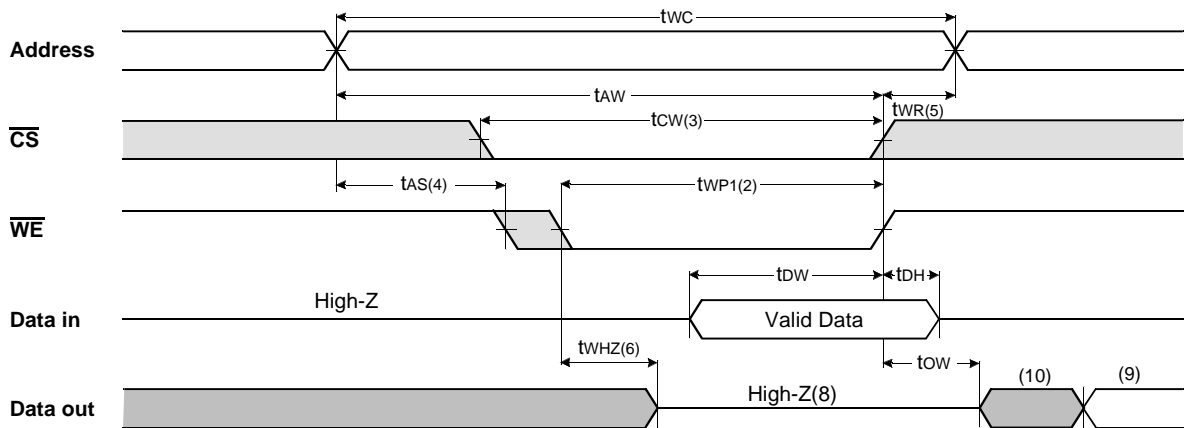 tWC
Address
tAW
tWR(5)
tCW(3)
CS
tAS(4)
tWP1(2)
WE
tDW
tDH
High-Z
Data in
Valid Data
tWHZ(6)
tOW
(10)
(9)
High-Z(8)
Data out